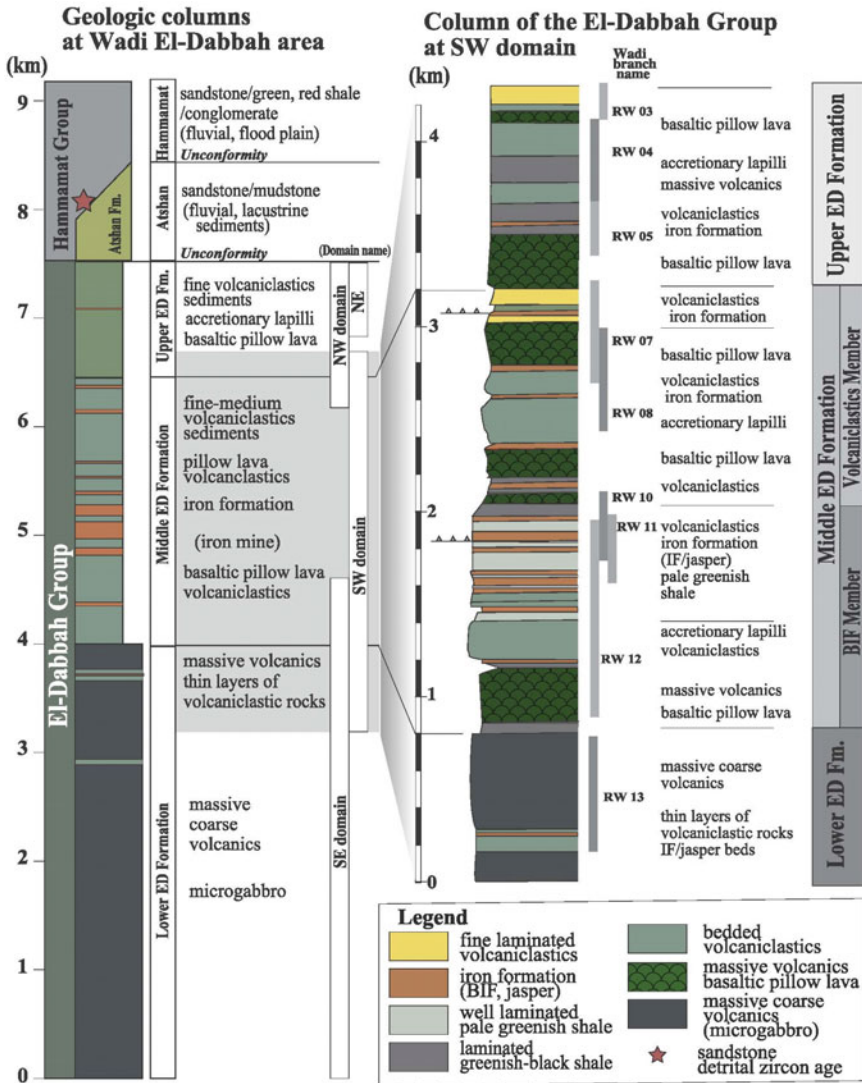 Geologic columns
at Wadi El-Dabbah area
(km)
9
8
7
6
5
4
3
2
1
0
Hammamat Group
Atshan Fm.
El-Dabbah Group
Hammamat
sandstone/green, red shale
/conglomerate
(fluvial, flood plain)
Unconformity
Atshan
sandstone/mudstone
(fluvial, lacustrine
sediments)
Unconformity
(Domain name)
Upper ED Fm.
fine volcaniclastics
sediments
accretionary lapilli
basaltic pillow lava
NW domain
NE
Middle ED Formation
fine-medium
volcaniclastics
sediments
pillow lava
volcanclastics
iron formation
(iron mine)
basaltic pillow lava
volcaniclastics
SW domain
Lower ED Formation
massive volcanics
thin layers of
volcaniclastic rocks
massive
coarse
volcanics
microgabbro
SE domain
Column of the El-Dabbah Group
at SW domain
(km)
Wadi
branch
name
4
3
2
1
0
RW 03
RW 04
RW 05
RW 07
RW 08
RW 10
RW 11
RW 12
RW 13
basaltic pillow lava
accretionary lapilli
massive volcanics
volcaniclastics
iron formation
basaltic pillow lava
volcaniclastics
iron formation
basaltic pillow lava
volcaniclastics
iron formation
accretionary lapilli
basaltic pillow lava
volcaniclastics
volcaniclastics
iron formation
(IF/jasper)
pale greenish
shale
accretionary lapilli
volcaniclastics
massive volcanics
basaltic pillow lava
massive coarse
volcanics
thin layers of
volcaniclastic rocks
IF/jasper beds
Upper ED Formation
Middle ED Formation
Volcaniclastics Member
BIF Member
Lower ED Fm.
Legend
fine laminated
volcaniclastics
iron formation
(BIF, jasper)
well laminated
pale greenish shale
laminated
greenish-black shale
bedded
volcaniclastics
massive volcanics
basaltic pillow lava
massive coarse
volcanics
(microgabbro)
sandstone
detrital zircon age